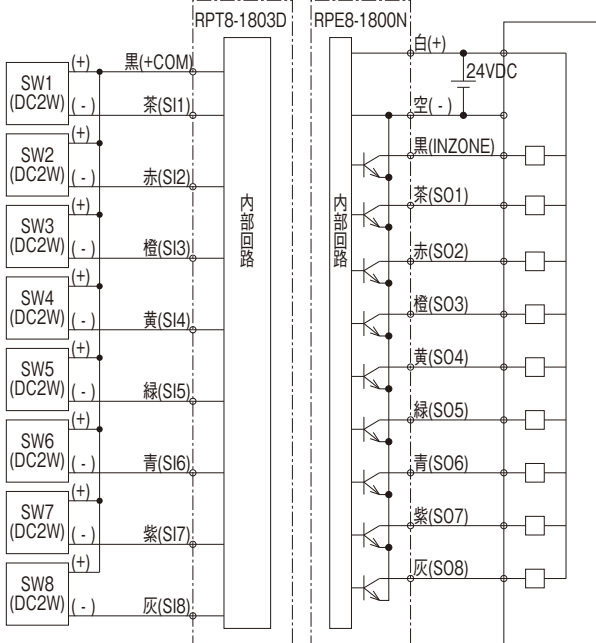 RPT8-1803D
RPE8-1800N
SW1
(DC2W)
(+)
黒(+COM)
(-)
茶(SI1)
SW2
(DC2W)
(+)
(-)
赤(SI2)
SW3
(DC2W)
(+)
(-)
橙(SI3)
SW4
(DC2W)
(+)
(-)
黄(SI4)
SW5
(DC2W)
(+)
(-)
緑(SI5)
SW6
(DC2W)
(+)
(-)
青(SI6)
SW7
(DC2W)
(+)
(-)
紫(SI7)
SW8
(DC2W)
(+)
(-)
灰(SI8)
内部回路
内部回路
白(+)
24VDC
空(-)
黒(INZONE)
茶(SO1)
赤(SO2)
橙(SO3)
黄(SO4)
緑(SO5)
青(SO6)
紫(SO7)
灰(SO8)